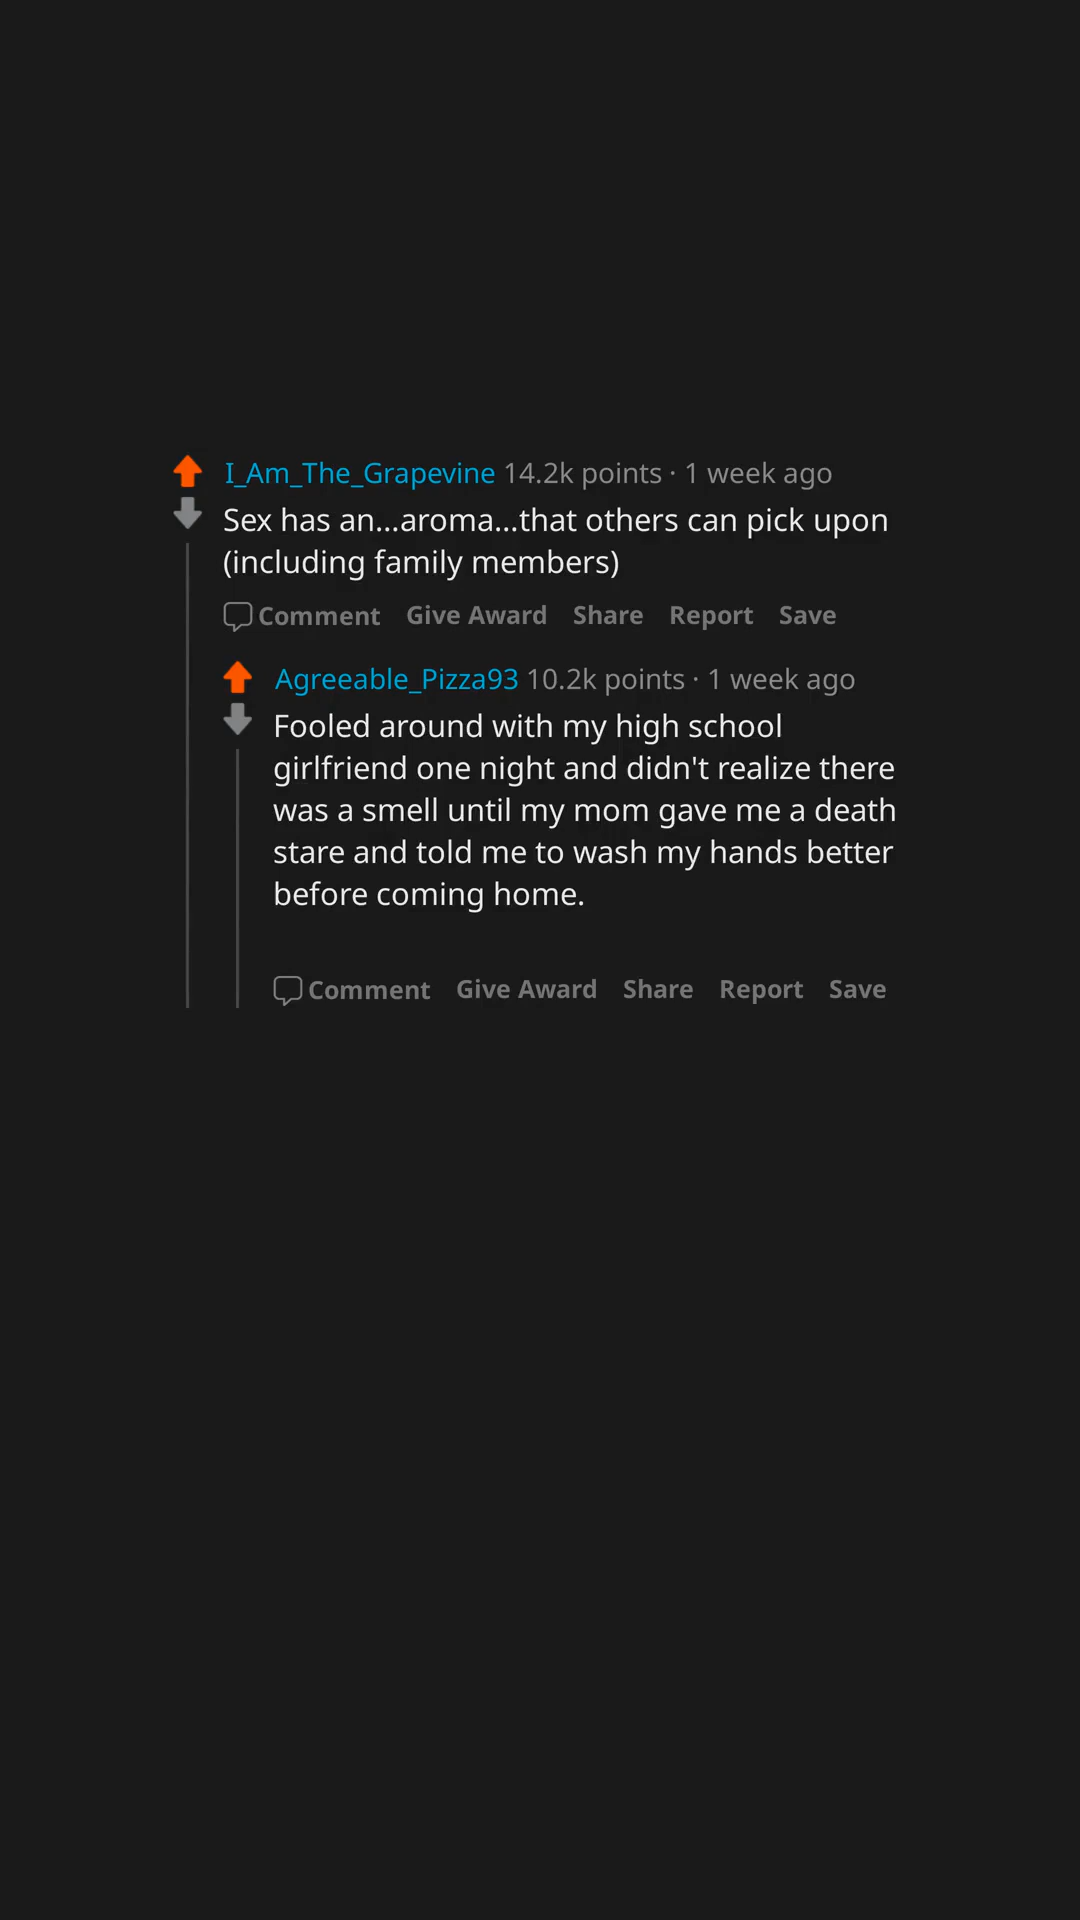 I_Am_The_Grapevine 14.2k points · 1 week ago
Sex has an...aroma...that others can pick upon
(including family members)
Comment Give Award Share Report Save
Agreeable_Pizza93 10.2k points · 1 week ago
Fooled around with my high school
girlfriend one night and didn't realize there
was a smell until my mom gave me a death
stare and told me to wash my hands better
before coming home.
Comment Give Award Share Report Save